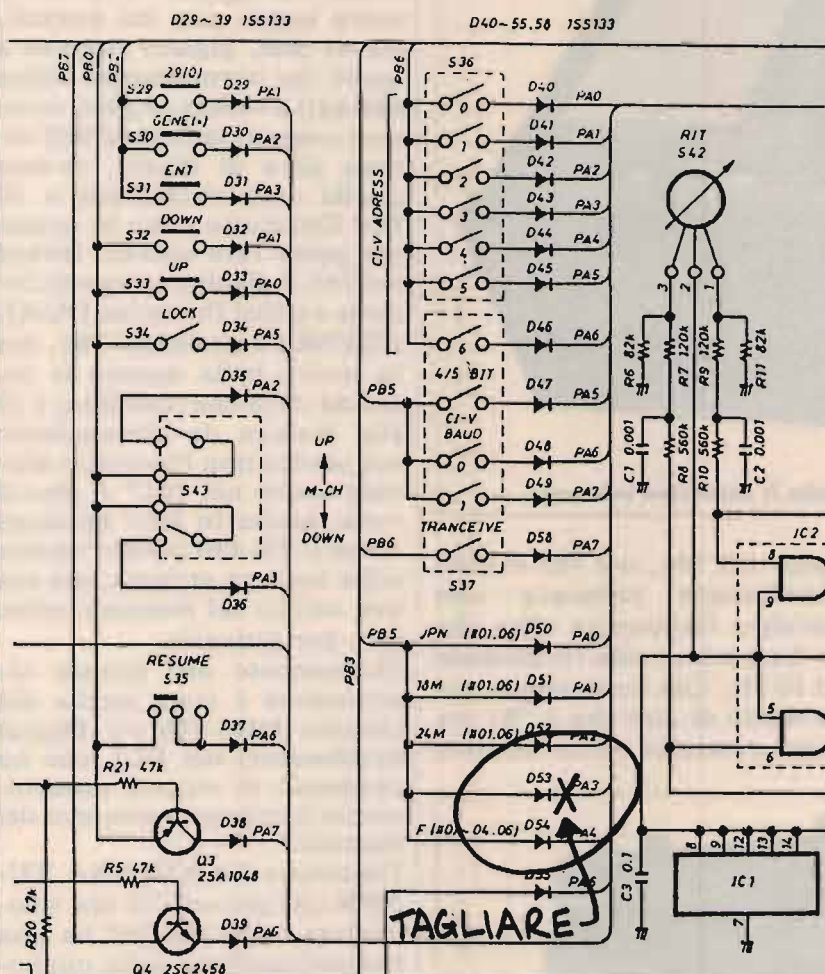 D29~39 1SS133
D40~55,58 1SS133
PB7
PB0
PB2
PB6
29(0)
S29
D29
PA1
GENE(·)
S30
D30
PA2
ENT
S31
D31
PA3
DOWN
S32
D32
PA1
UP
S33
D33
PA0
LOCK
S34
D34
PA5
D35
PA2
S43
UP
M-CH
DOWN
PA3
D36
RESUME
S35
D37
PA6
R21 47k
D38
PA7
Q3
2SA1048
R5 47k
R20 47k
D39
PA6
Q4 2SC2458
S36
CI-V ADRESS
0
D40
PA0
1
D41
PA1
2
D42
PA2
3
D43
PA3
4
D44
PA4
5
D45
PA5
6
D46
PA6
4/5 BIT
PB5
D47
PA5
CI-V
BAUD
0
D48
PA6
1
D49
PA7
TRANCEIVE
PB6
D58
PA7
S37
PB3
PB5
JPN (#01.06)
D50
PA0
18M (#01.06)
D51
PA1
24M (#01.06)
D52
PA2
D53
X
PA3
D54
PA4
D55
PA6
TAGLIARE
RIT
S42
3
2
1
R6 82k
R7 120k
R9 120k
R11 82k
C1 0.001
R8 560k
R10 560k
C2 0.001
IC2
8
9
5
6
C3 0.1
8
9
12
13
14
IC1
7